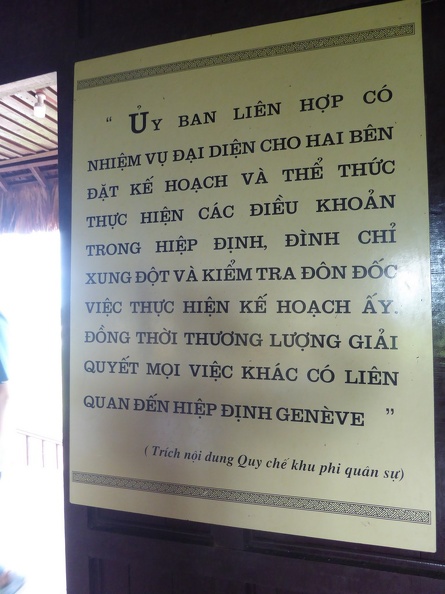 " ỦY BAN LIÊN HỢP CÓ
NHIỆM VỤ ĐẠI DIỆN CHO HAI BÊN
ĐẶT KẾ HOẠCH VÀ THỂ THỨC
THỰC HIỆN CÁC ĐIỀU KHOẢN
TRONG HIỆP ĐỊNH, ĐÌNH CHỈ
XUNG ĐỘT VÀ KIỂM TRA ĐÔN ĐỐC
VIỆC THỰC HIỆN KẾ HOẠCH ẤY.
ĐỒNG THỜI THƯƠNG LƯỢNG GIẢI
QUYẾT MỌI VIỆC KHÁC CÓ LIÊN
QUAN ĐẾN HIỆP ĐỊNH GENÈVE "
( Trích nội dung Quy chế khu phi quân sự)